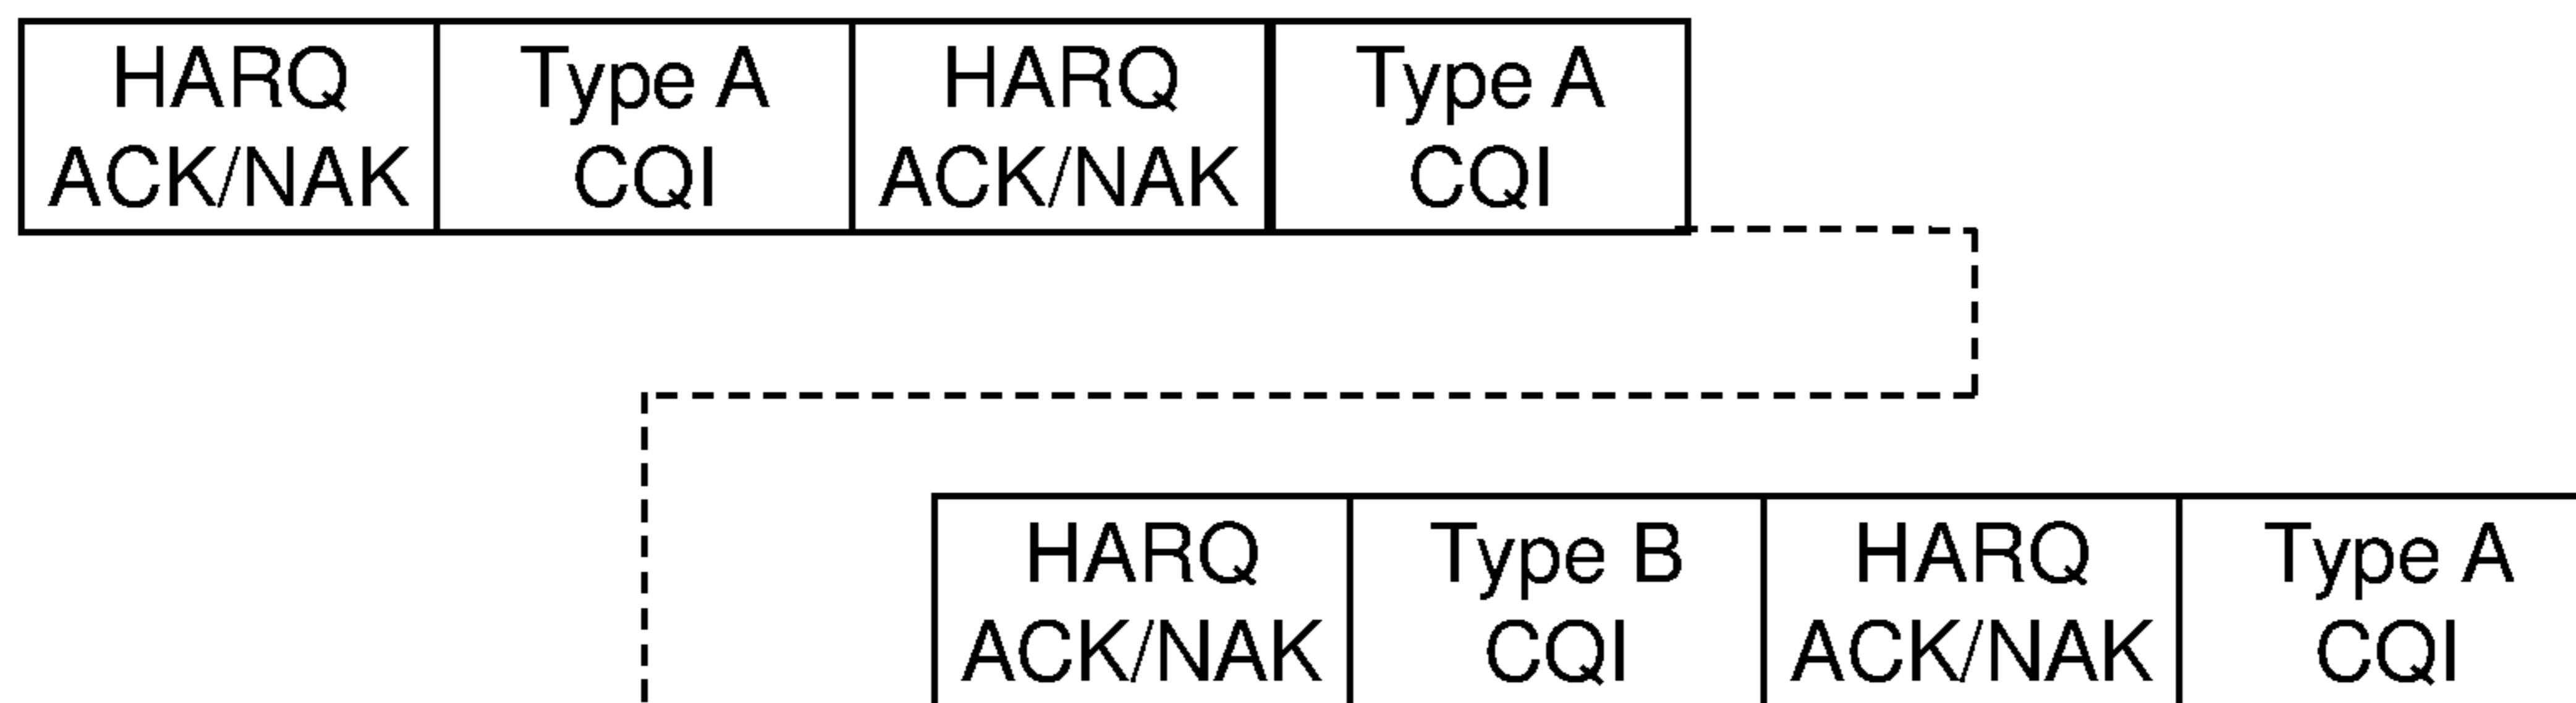 HARQ
ACK/NAK
Type A
CQI
HARQ
ACK/NAK
Type A
CQI
HARQ
ACK/NAK
Type B
CQI
HARQ
ACK/NAK
Type A
CQI